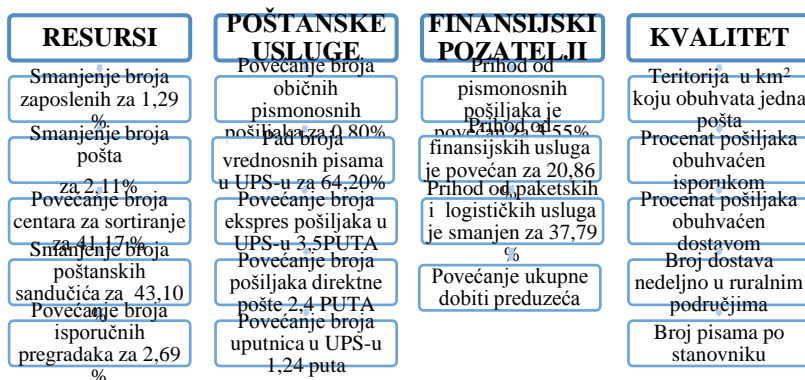 RESURSI
Smanjenje broja
zaposlenih za 1,29
%
Smanjenje broja
pošta
za 2,11%
Povećanje broja
centara za sortiranje
za 41,17 %
Smanjenje broja
poštanskih
sandučića za 43,10
%
Povećanje broja
isporučnih
pregradaka za 2,69
%
POŠTANSKE
USLUGE
Povećanje broja
običnih
pismonosnih
pošiljaka za 0,80%
Pad broja
vrednosnih pisama
u UPS-u za 64,20%
Povećanje broja
ekspres pošiljaka u
UPS-u 3,5PUTA
Povećanje broja
pošiljaka direktne
pošte 2,4 PUTA
Povećanje broja
uputnica u UPS-u
1,24 puta
FINANSIJSKI
POZATELJI
Prihod od
pismonosnih
pošiljaka je
povećan za 3,55%
Prihod od
finansijskih usluga
je povećan za 20,86
%
Prihod od paketskih
i logističkih usluga
je smanjen za 37,79
%
Povećanje ukupne
dobiti preduzeća
KVALITET
Teritorija u km²
koju obuhvata jedna
pošta
Procenat pošiljaka
obuhvaćen
isporukom
Procenat pošiljaka
obuhvaćen
dostavom
Broj dostava
nedeljno u ruralnim
područjima
Broj pisama po
stanovniku